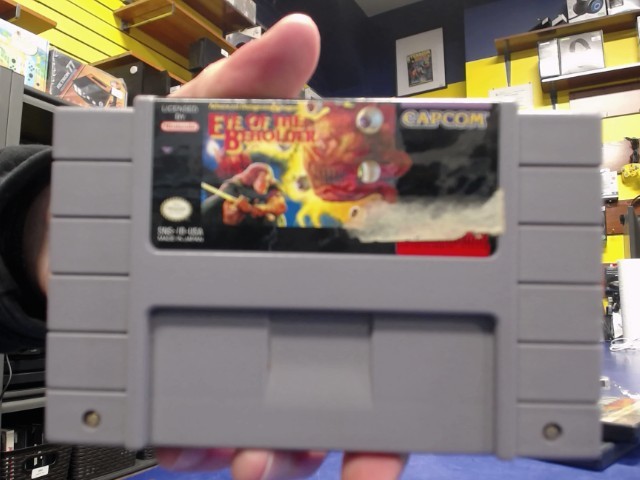 LICENSED
BY
Nintendo
EYE OF THE
BEHOLDER
CAPCOM
SNS-IB-USA
MADE IN JAPAN